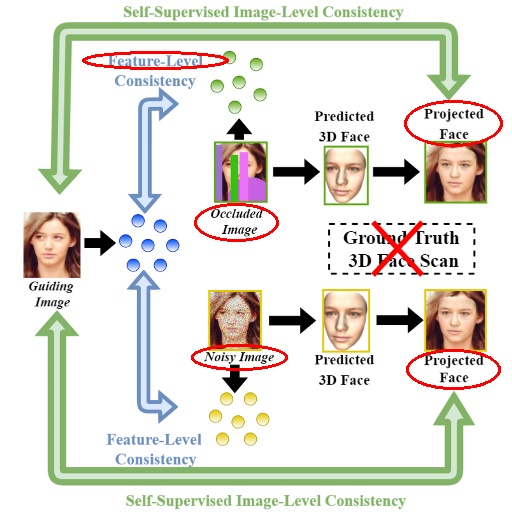 Self-Supervised Image-Level Consistency
Feature-Level
Consistency
Predicted
3D Face
Projected
Face
Occluded
Image
Ground Truth
3D Face Scan
Guiding
Image
Noisy Image
Predicted
3D Face
Projected
Face
Feature-Level
Consistency
Self-Supervised Image-Level Consistency